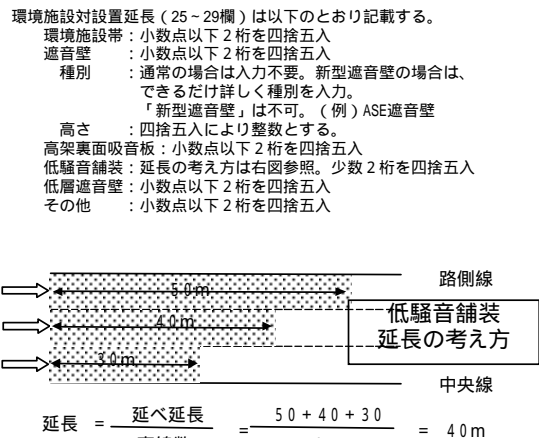 環境施設対設置延長(25~29欄)は以下のとおり記載する。
環境施設帯:小数点以下2桁を四捨五入
遮音壁 :小数点以下2桁を四捨五入
種別 :通常の場合は入力不要。新型遮音壁の場合は、
できるだけ詳しく種別を入力。
「新型遮音壁」は不可。(例)ASE遮音壁
高さ :四捨五入により整数とする。
高架裏面吸音板:小数点以下2桁を四捨五入
低騒音舗装:延長の考え方は右図参照。少数2桁を四捨五入
低層遮音壁:小数点以下2桁を四捨五入
その他 :小数点以下2桁を四捨五入
路側線
50m
低騒音舗装
40m
延長の考え方
30m
中央線
延長 = 延べ延長 = 50+40+30 = 40m